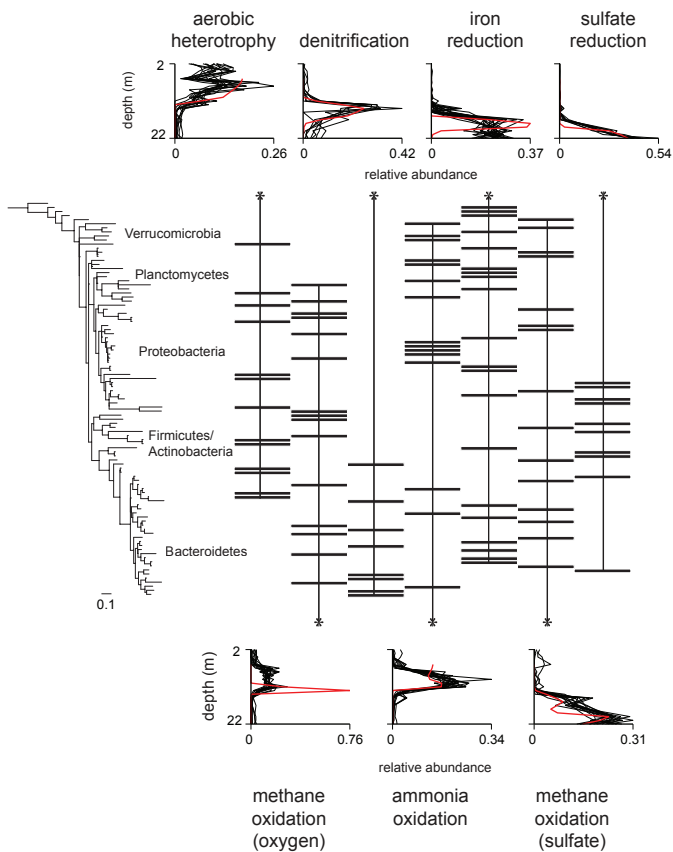 aerobic
heterotrophy
denitrification
iron
reduction
sulfate
reduction
depth (m)
2
22
0
0.26
0
0.42
0
0.37
0
0.54
relative abundance
*
*
*
*
Verrucomicrobia
Planctomycetes
Proteobacteria
Firmicutes/
Actinobacteria
Bacteroidetes
0.1
*
*
*
depth (m)
2
22
0
0.76
0
0.34
0
0.31
relative abundance
methane
oxidation
(oxygen)
ammonia
oxidation
methane
oxidation
(sulfate)